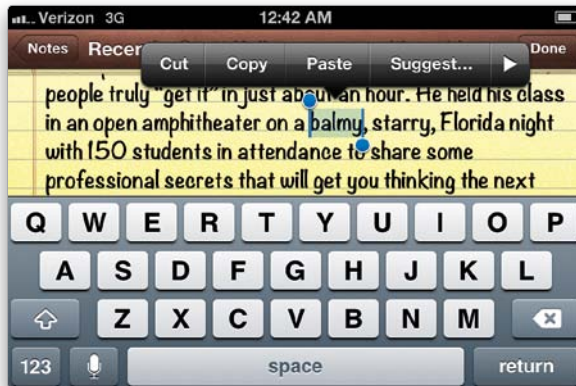 Verizon 3G 12:42 AM
Notes Recen Done
Cut Copy Paste Suggest...
people truly "get it" in just about an hour. He held his class
in an open amphitheater on a balmy, starry, Florida night
with 150 students in attendance to share some
professional secrets that will get you thinking the next
Q W E R T Y U I O P
A S D F G H J K L
Z X C V B N M
123 space return